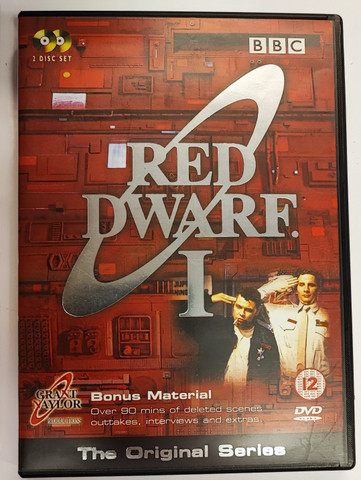 2 DISC SET
BBC
RED
DWARF.
I
GRANT
NAYLOR
Bonus Material
Over 90 mins of deleted scenes,
outtakes, interviews and extras.
12
DVD
The Original Series